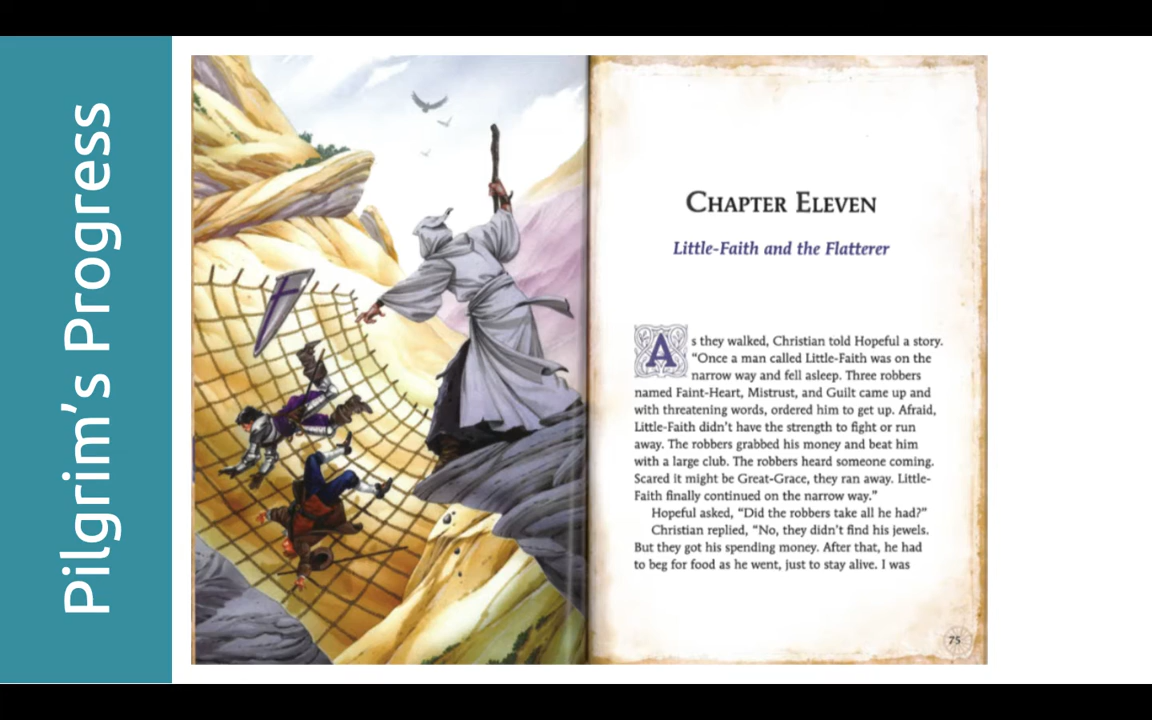 Pilgrim's Progress
CHAPTER ELEVEN
Little-Faith and the Flatterer
As they walked, Christian told Hopeful a story.
"Once a man called Little-Faith was on the
narrow way and fell asleep. Three robbers
named Faint-Heart, Mistrust, and Guilt came up and
with threatening words, ordered him to get up. Afraid,
Little-Faith didn't have the strength to fight or run
away. The robbers grabbed his money and beat him
with a large club. The robbers heard someone coming.
Scared it might be Great-Grace, they ran away. Little-
Faith finally continued on the narrow way."
Hopeful asked, "Did the robbers take all he had?"
Christian replied, "No, they didn't find his jewels.
But they got his spending money. After that, he had
to beg for food as he went, just to stay alive. I was
75